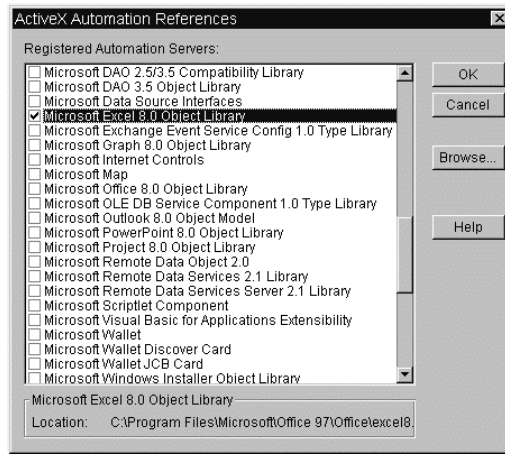 ActiveX Automation References
Registered Automation Servers:
Microsoft DAO 2.5/3.5 Compatibility Library
Microsoft DAO 3.5 Object Library
Microsoft Data Source Interfaces
Microsoft Excel 8.0 Object Library
Microsoft Exchange Event Service Config 1.0 Type Library
Microsoft Graph 8.0 Object Library
Microsoft Internet Controls
Microsoft Map
Microsoft Office 8.0 Object Library
Microsoft OLE DB Service Component 1.0 Type Library
Microsoft Outlook 8.0 Object Model
Microsoft PowerPoint 8.0 Object Library
Microsoft Project 8.0 Object Library
Microsoft Remote Data Object 2.0
Microsoft Remote Data Services 2.1 Library
Microsoft Remote Data Services Server 2.1 Library
Microsoft Scriptlet Component
Microsoft Visual Basic for Applications Extensibility
Microsoft Wallet
Microsoft Wallet Discover Card
Microsoft Wallet JCB Card
Microsoft Windows Installer Object Library
OK
Cancel
Browse...
Help
Microsoft Excel 8.0 Object Library
Location: C:\Program Files\Microsoft\Office 97\Office\excel8.